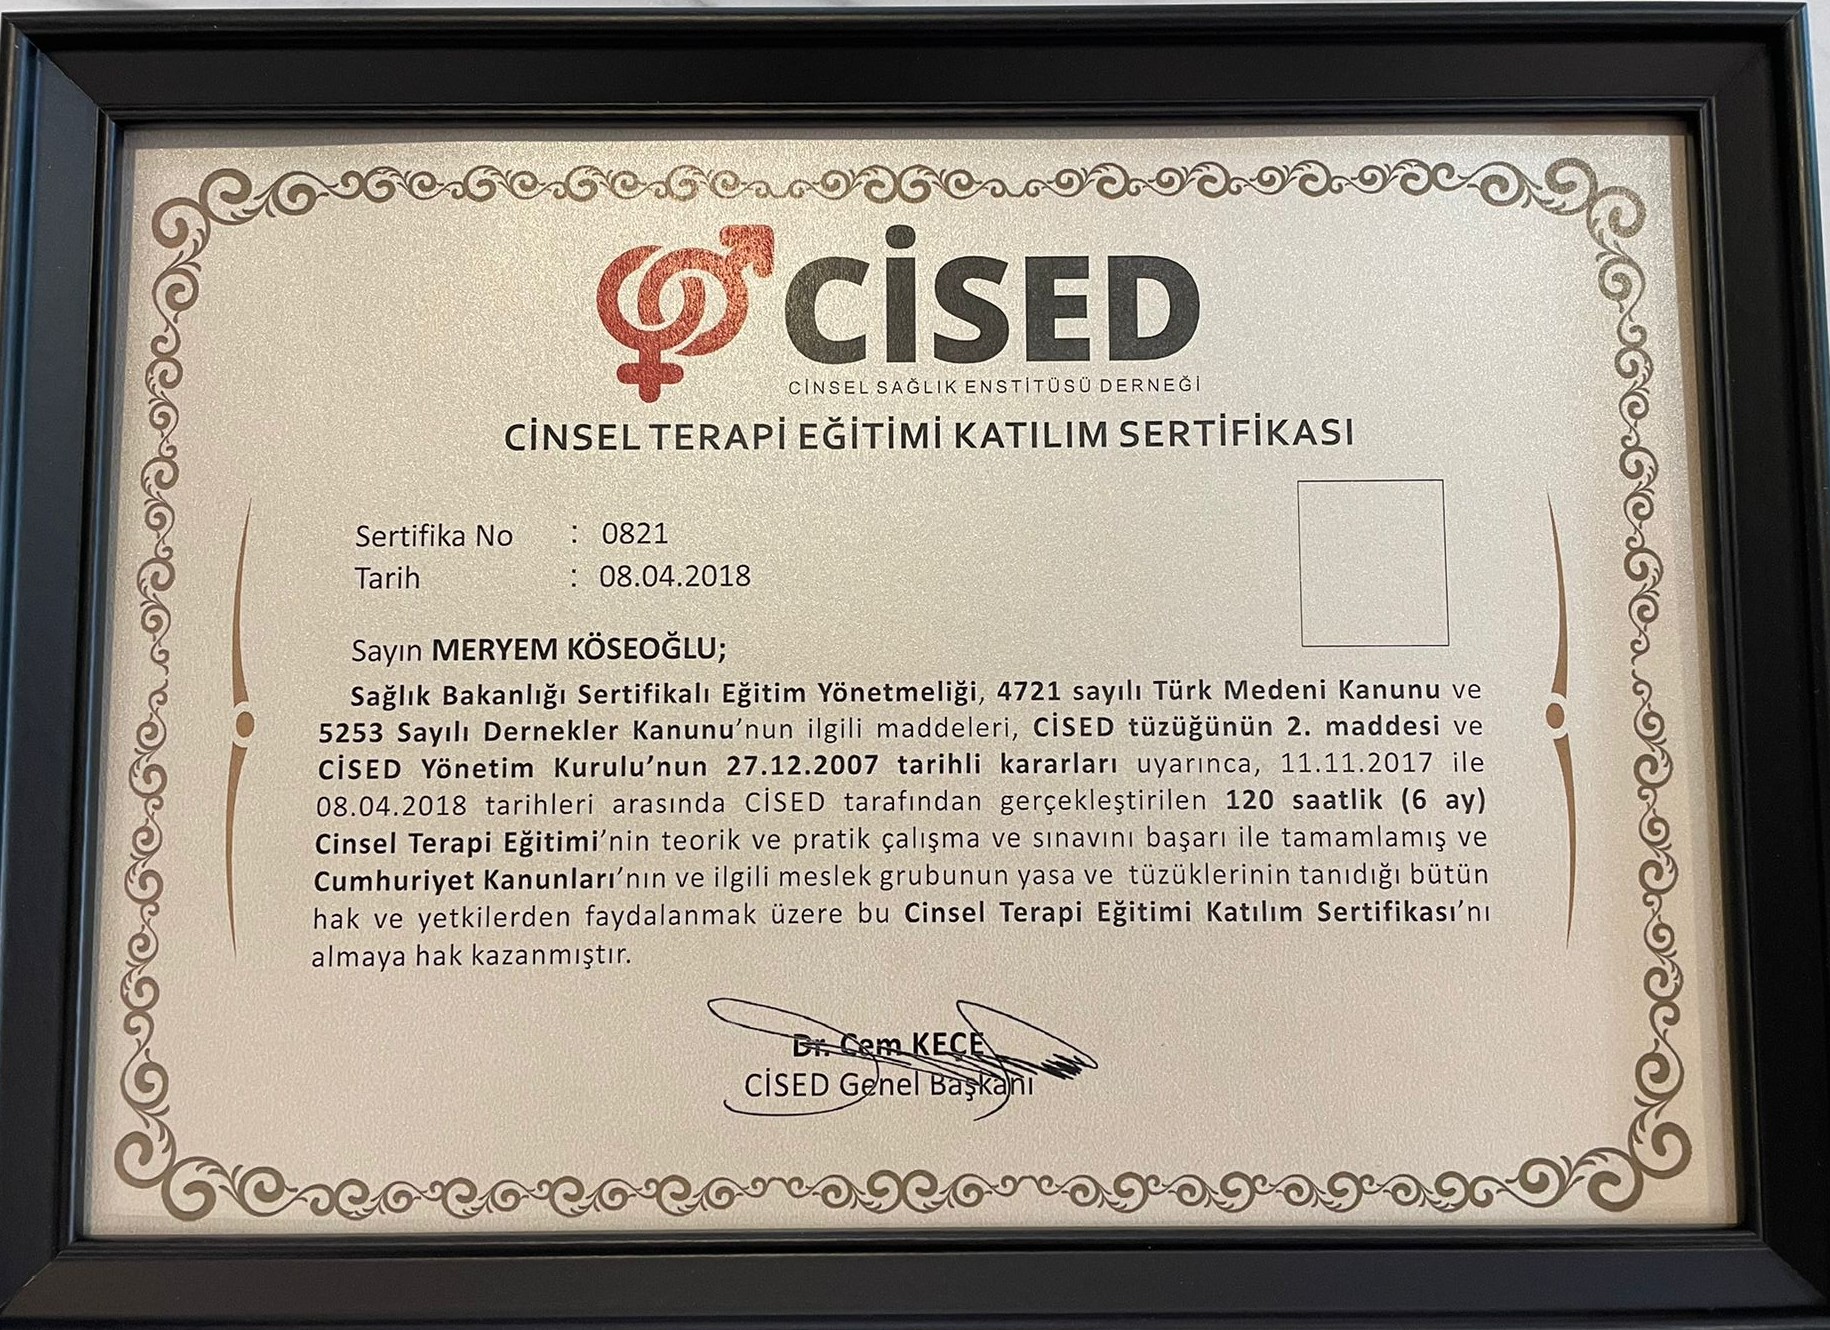 CİSED
CİNSEL SAĞLIK ENSTİTÜSÜ DERNEĞİ
CİNSEL TERAPİ EĞİTİMİ KATILIM SERTİFİKASI
Sertifika No : 0821
Tarih : 08.04.2018
Sayın MERYEM KÖSEOĞLU;
Sağlık Bakanlığı Sertifikalı Eğitim Yönetmeliği, 4721 sayılı Türk Medeni Kanunu ve
5253 Sayılı Dernekler Kanunu'nun ilgili maddeleri, CİSED tüzüğünün 2. maddesi ve
CİSED Yönetim Kurulu'nun 27.12.2007 tarihli kararları uyarınca, 11.11.2017 ile
08.04.2018 tarihleri arasında CİSED tarafından gerçekleştirilen 120 saatlik (6 ay)
Cinsel Terapi Eğitimi'nin teorik ve pratik çalışma ve sınavını başarı ile tamamlamış ve
Cumhuriyet Kanunları'nın ve ilgili meslek grubunun yasa ve tüzüklerinin tanıdığı bütün
hak ve yetkilerden faydalanmak üzere bu Cinsel Terapi Eğitimi Katılım Sertifikası'nı
almaya hak kazanmıştır.
Dr. Cem KEÇE
CİSED Genel Başkanı